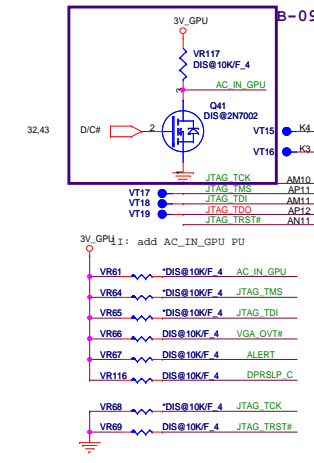 3V_GPU
B-09
VR117
DIS@10K/F_4
3
AC_IN_GPU
Q41
DIS@2N7002
32,43
D/C#
2
VT15
K4
VT16
K3
1
JTAG_TCK
AM10
VT17
JTAG_TMS
AP11
VT18
JTAG_TDI
AM11
VT19
JTAG_TDO
AP12
JTAG_TRST#
AN11
3V_GPU
II: add AC_IN_GPU PU
VR61 *DIS@10K/F_4 AC_IN_GPU
VR64 *DIS@10K/F_4 JTAG_TMS
VR65 *DIS@10K/F_4 JTAG_TDI
VR66 DIS@10K/F_4 VGA_OVT#
VR67 DIS@10K/F_4 ALERT
VR116 DIS@10K/F_4 DPRSLP_C
VR68 *DIS@10K/F_4 JTAG_TCK
VR69 DIS@10K/F_4 JTAG_TRST#